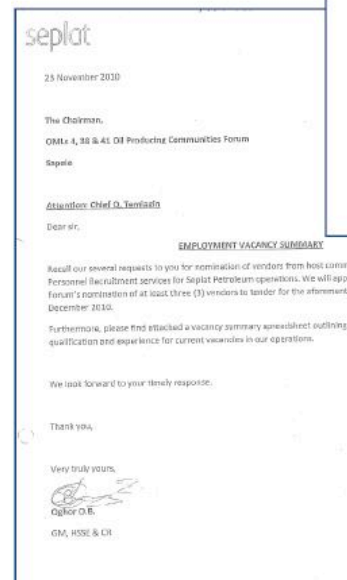 seplat
23 November 2010
The Chairman,
OMLs 4, 38 & 41 Oil Producing Communities Forum
Sapele
Attention: Chief O. Temiagin
Dear sir,
EMPLOYMENT VACANCY SUMMARY
Recall our several requests to you for nomination of vendors from host
Personnel Recruitment services for Seplat Petroleum operations. We will
Forum's nomination of at least three (3) vendors to tender for the
December 2010.
Furthermore, please find attached a vacancy summary spreadsheet outlining
qualification and experience for current vacancies in our operations.
We look forward to your timely response.
Thank you,
Very truly yours,
Oghor O.B.
GM, HSSE & CR